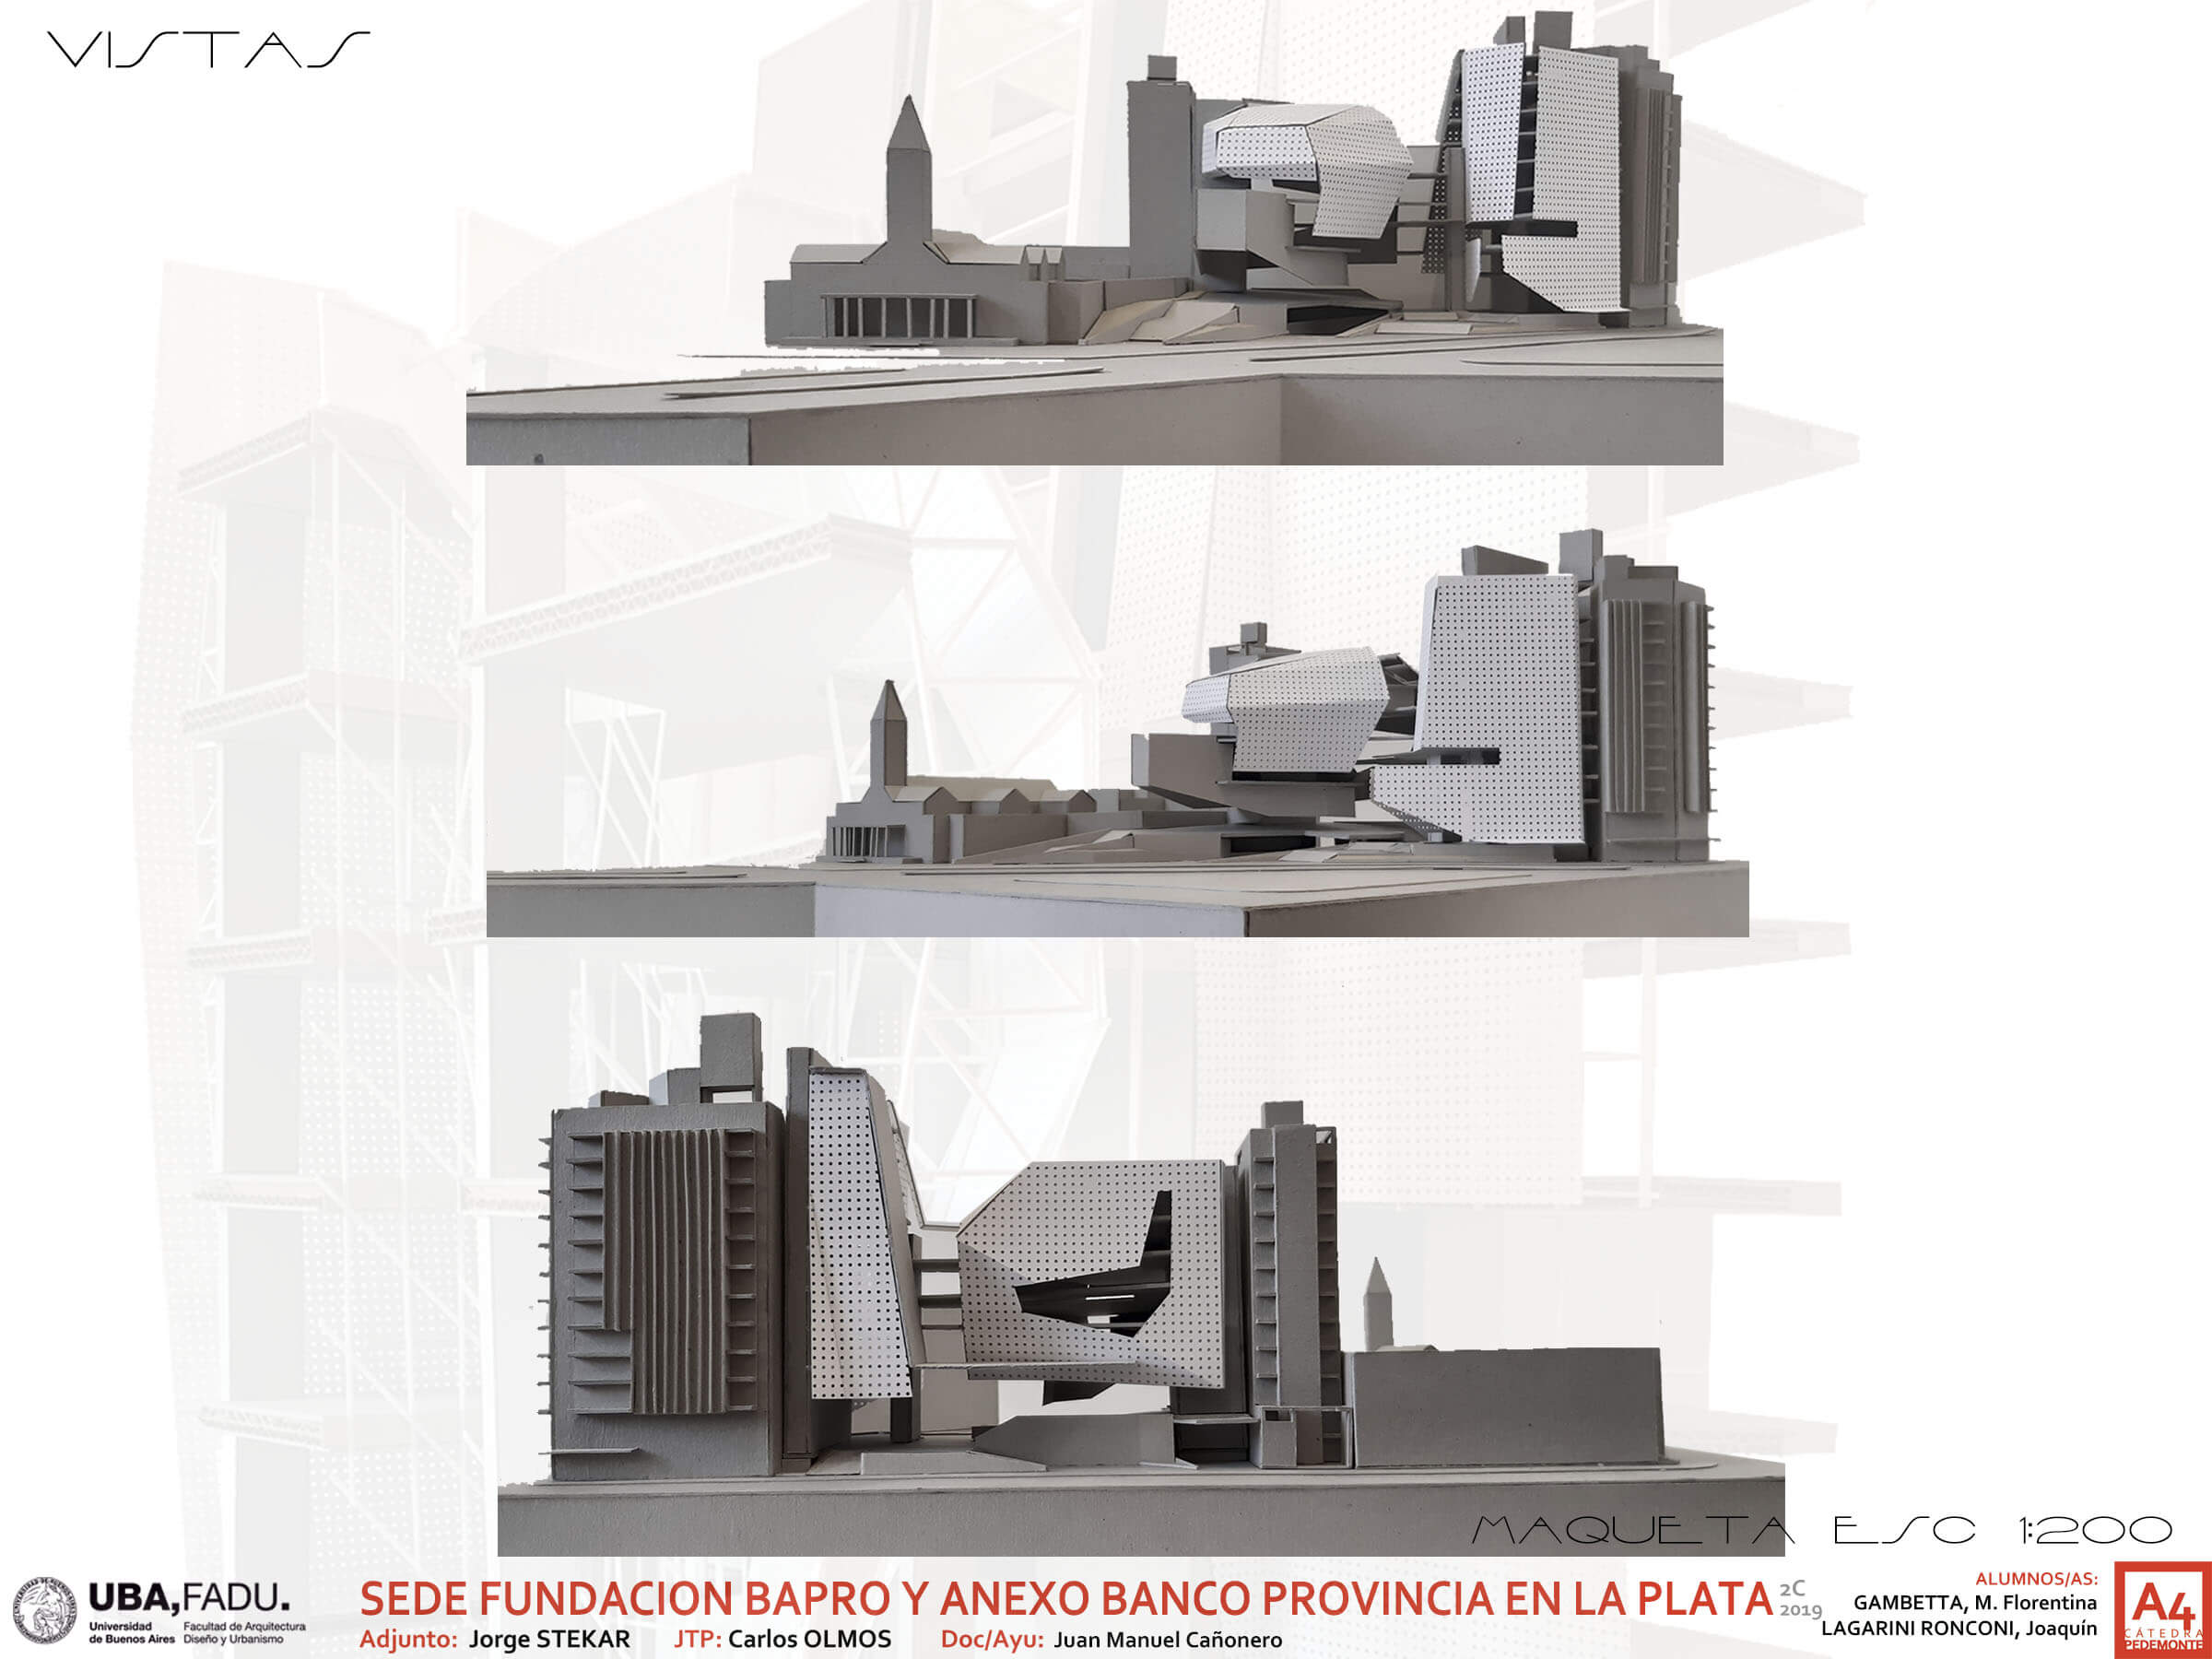 VISTAS
MAQUETA ESC 1:200
UBA, FADU.
Universidad de Buenos Aires
Facultad de Arquitectura Diseño y Urbanismo
SEDE FUNDACION BAPRO Y ANEXO BANCO PROVINCIA EN LA PLATA 2C 2019
Adjunto: Jorge STEKAR JTP: Carlos OLMOS Doc/Ayu: Juan Manuel Cañonero
ALUMNOS/AS:
GAMBETTA, M. Florentina
LAGARINI RONCONI, Joaquín
A4
CÁTEDRA
PEDEMONTE